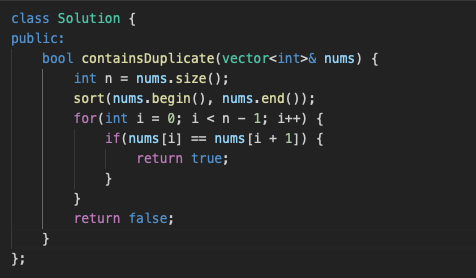 class Solution {
public:
    bool containsDuplicate(vector<int>& nums) {
        int n = nums.size();
        sort(nums.begin(), nums.end());
        for(int i = 0; i < n - 1; i++) {
            if(nums[i] == nums[i + 1]) {
                return true;
            }
        }
        return false;
    }
};